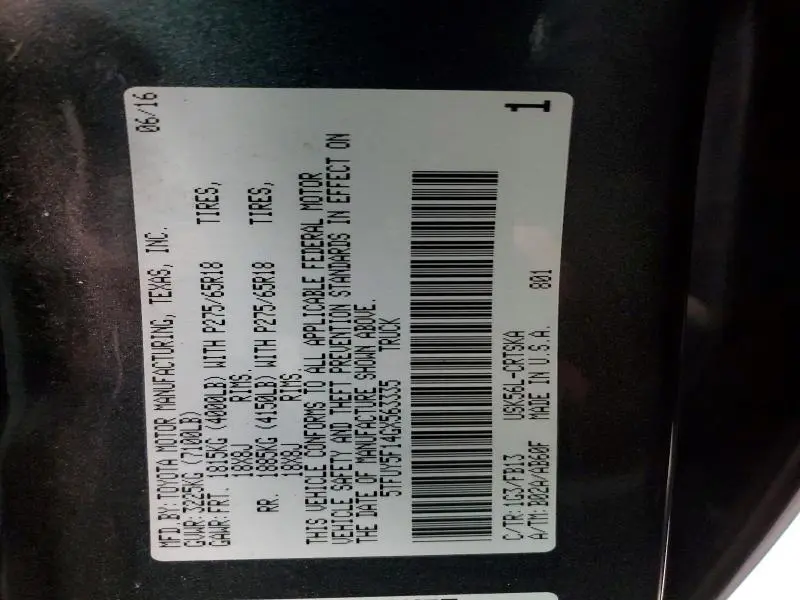 MFD.BY: TOYOTA MOTOR MANUFACTURING, TEXAS, INC. 06/16
GVWR: 3225KG (7100LB)
GAWR: FRT. 1815KG (4000LB) WITH P275/65R18 TIRES,
18X8J RIMS.
RR. 1885KG (4150LB) WITH P275/65R18 TIRES,
18X8J RIMS.
THIS VEHICLE CONFORMS TO ALL APPLICABLE FEDERAL MOTOR
VEHICLE SAFETY AND THEFT PREVENTION STANDARDS IN EFFECT ON
THE DATE OF MANUFACTURE SHOWN ABOVE.
5TFUY5F14GX563335 TRUCK
C/TR:1G3/FB13 USK56L-CRTSKA
A/TM:B02A/AB60F MADE IN U.S.A. 801
1